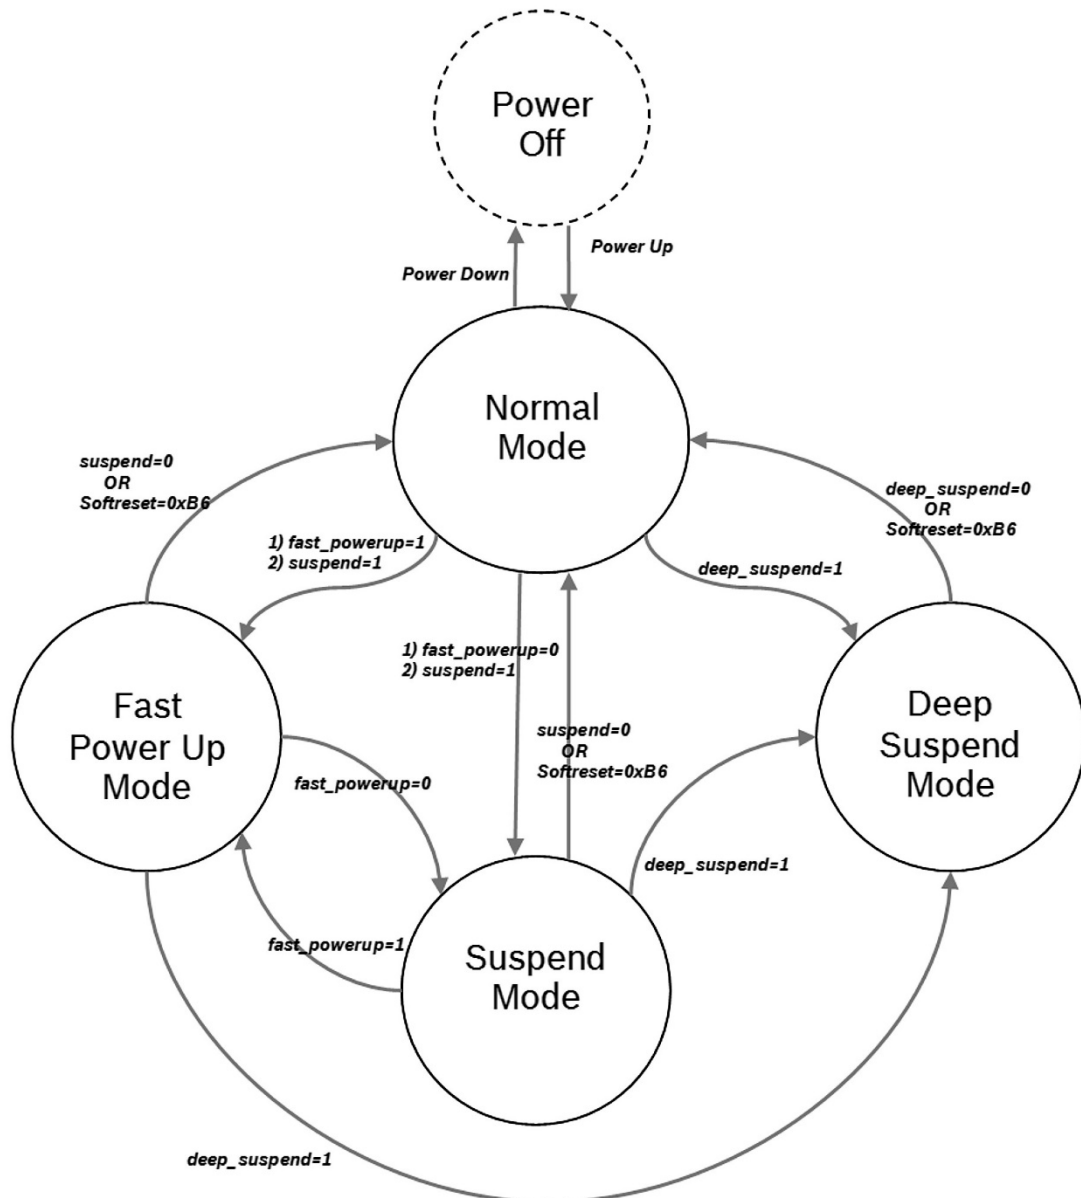 Power
Off
Power Up
Power Down
Normal
Mode
suspend=0
OR
Softreset=0xB6
deep_suspend=0
OR
Softreset=0xB6
1) fast_powerup=1
2) suspend=1
deep_suspend=1
1) fast_powerup=0
2) suspend=1
Fast
Power Up
Mode
Deep
Suspend
Mode
suspend=0
OR
Softreset=0xB6
fast_powerup=0
deep_suspend=1
fast_powerup=1
Suspend
Mode
deep_suspend=1